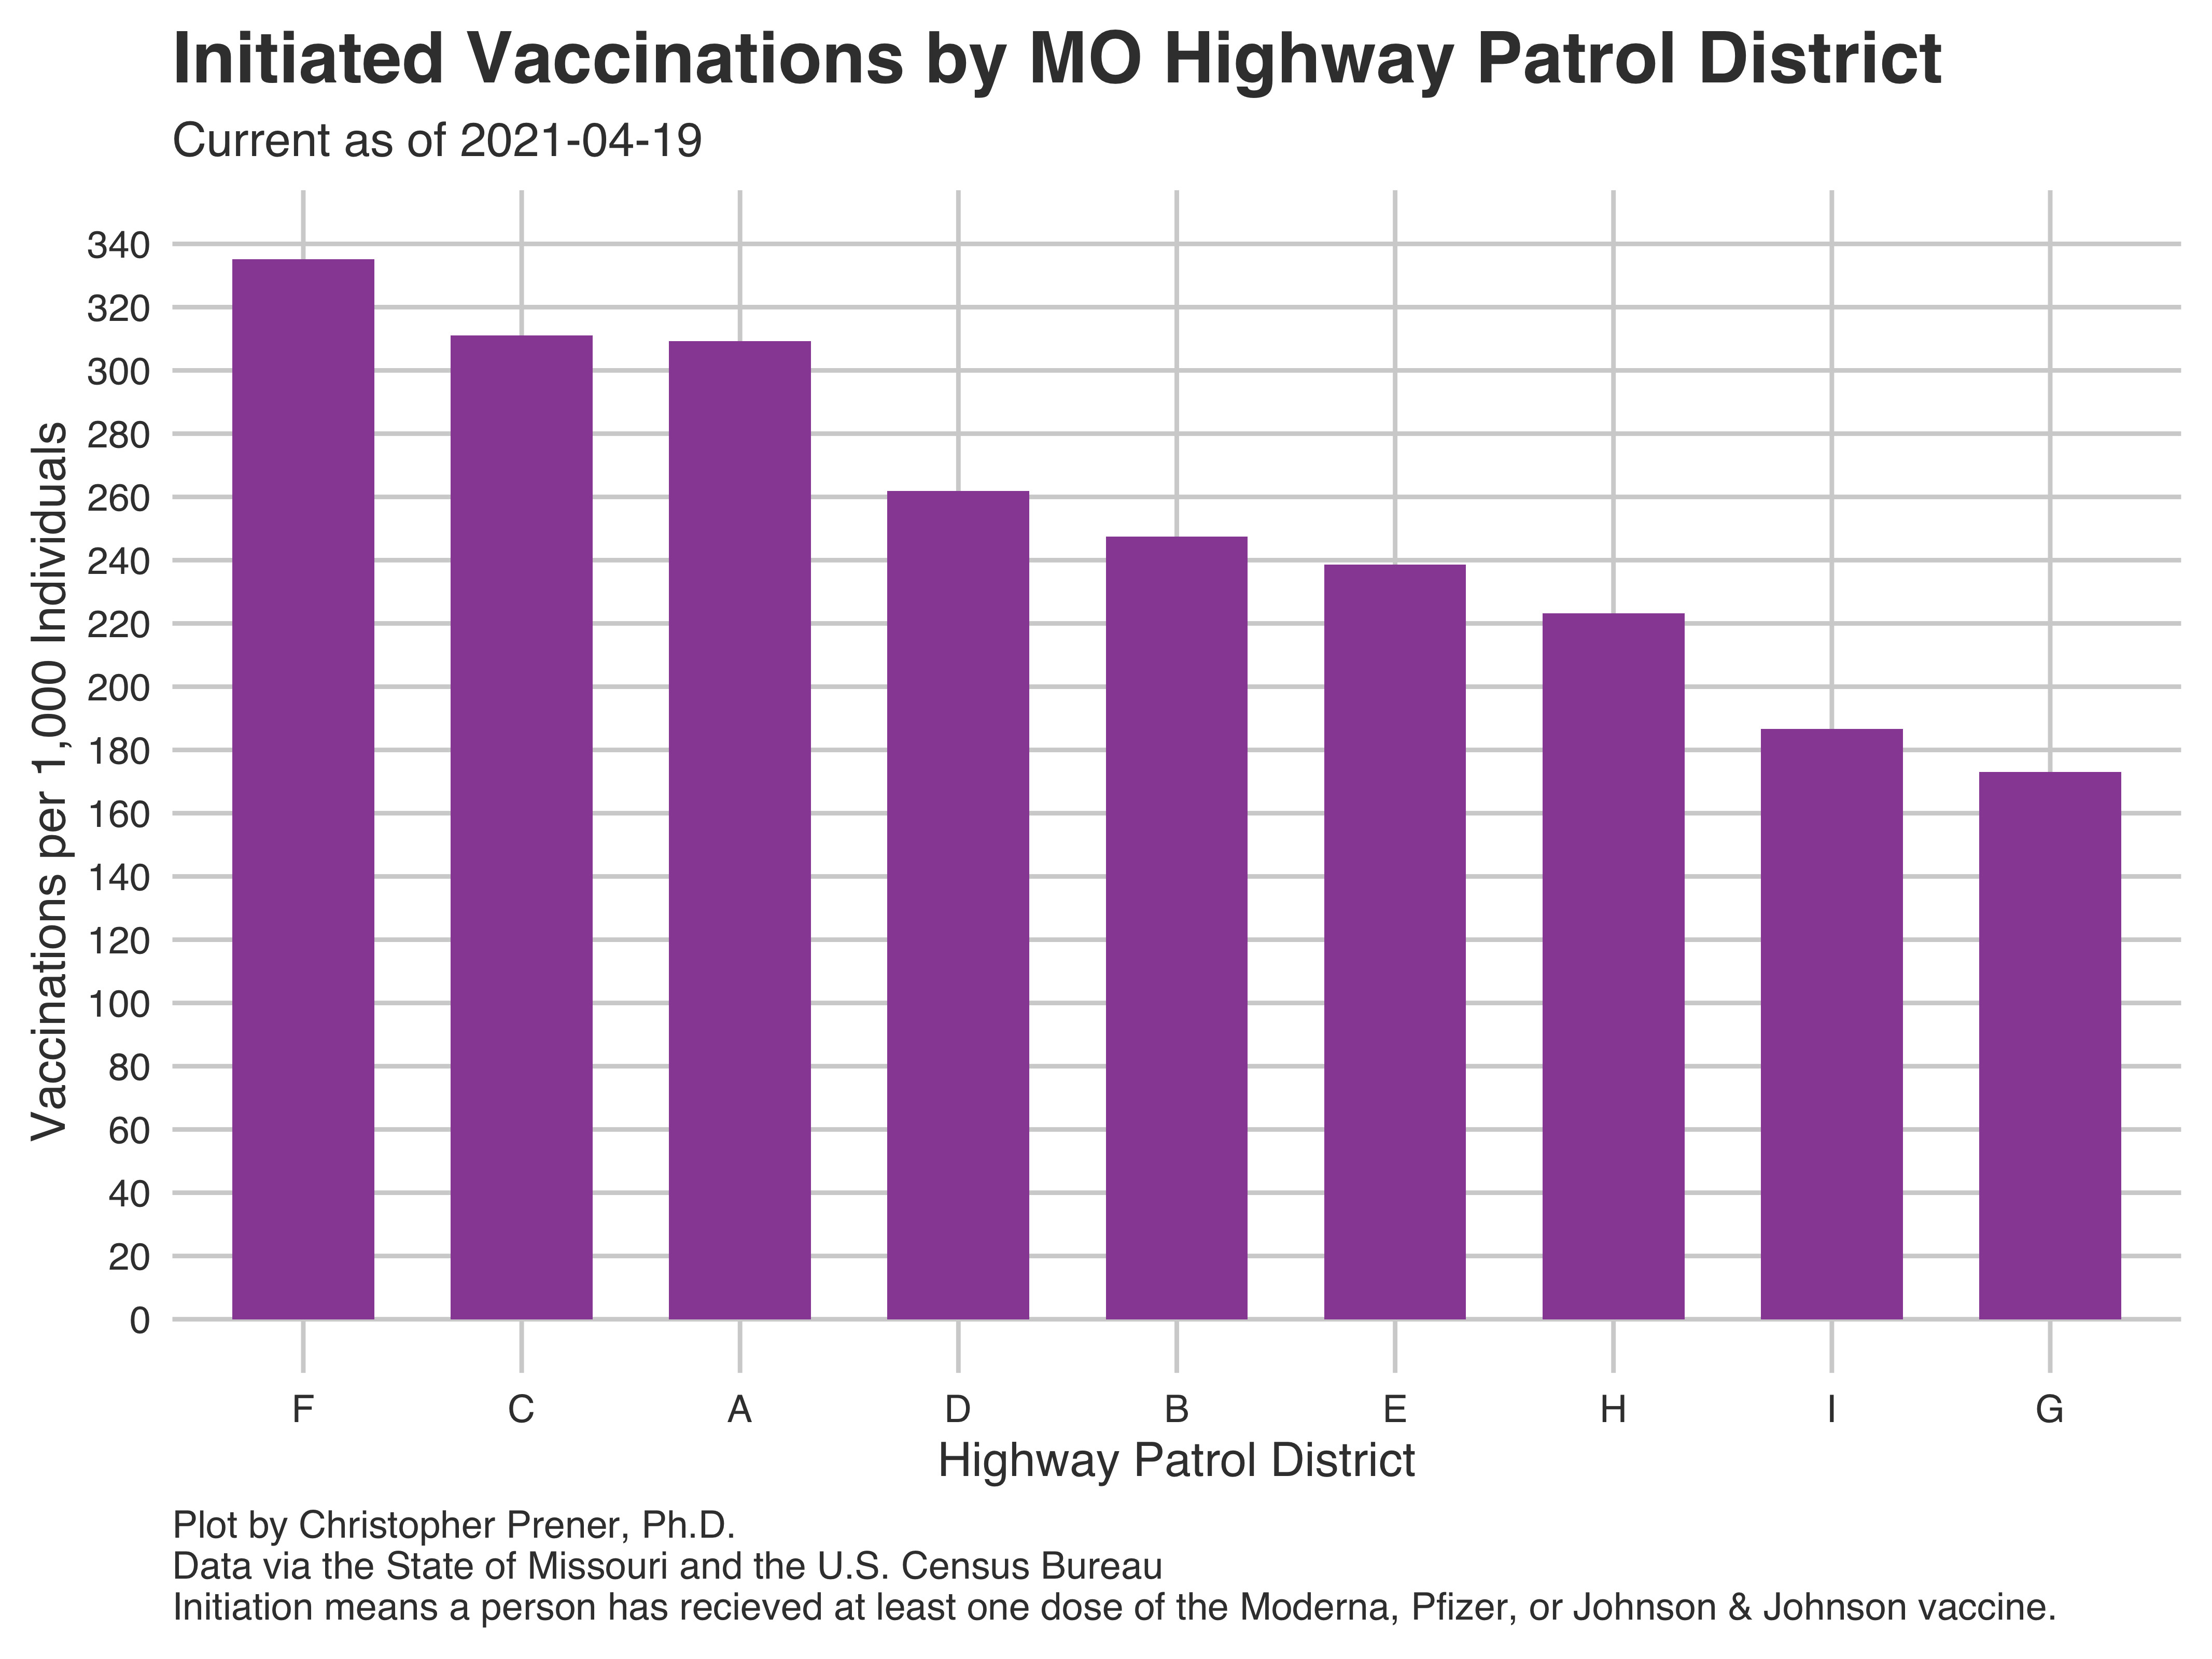 Initiated Vaccinations by MO Highway Patrol District
Current as of 2021-04-19
Vaccinations per 1,000 Individuals
340
320
300
280
260
240
220
200
180
160
140
120
100
80
60
40
20
0
F C A D B E H I G
Highway Patrol District
Plot by Christopher Prener, Ph.D.
Data via the State of Missouri and the U.S. Census Bureau
Initiation means a person has recieved at least one dose of the Moderna, Pfizer, or Johnson & Johnson vaccine.